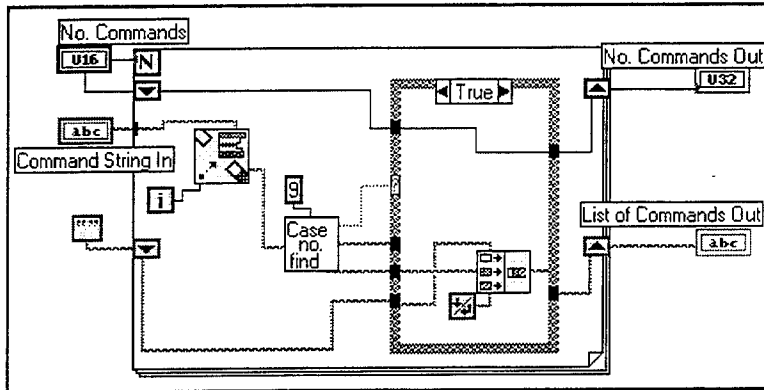 No. Commands
U16
N
No. Commands Out
U32
True
abc
Command String In
i
9
?
Case
no.
find
List of Commands Out
abc